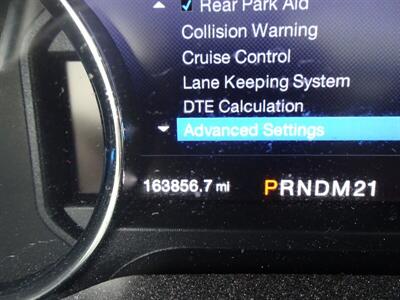 Rear Park Aid
Collision Warning
Cruise Control
Lane Keeping System
DTE Calculation
Advanced Settings
163856.7 mi PRNDM21